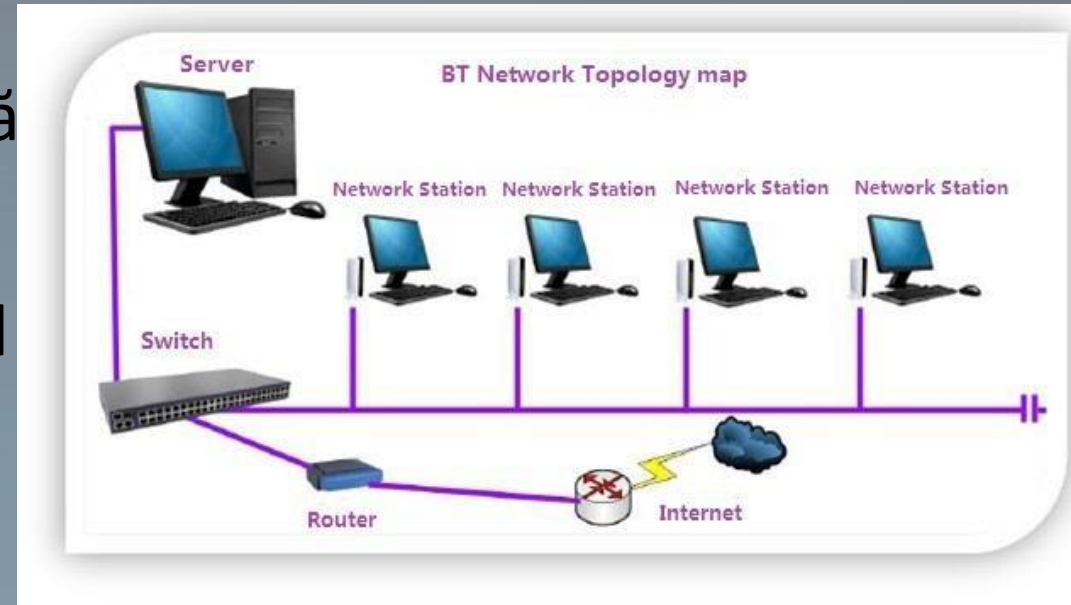 ă
Server
BT Network Topology map
Network Station Network Station Network Station Network Station
Switch
Router
Internet